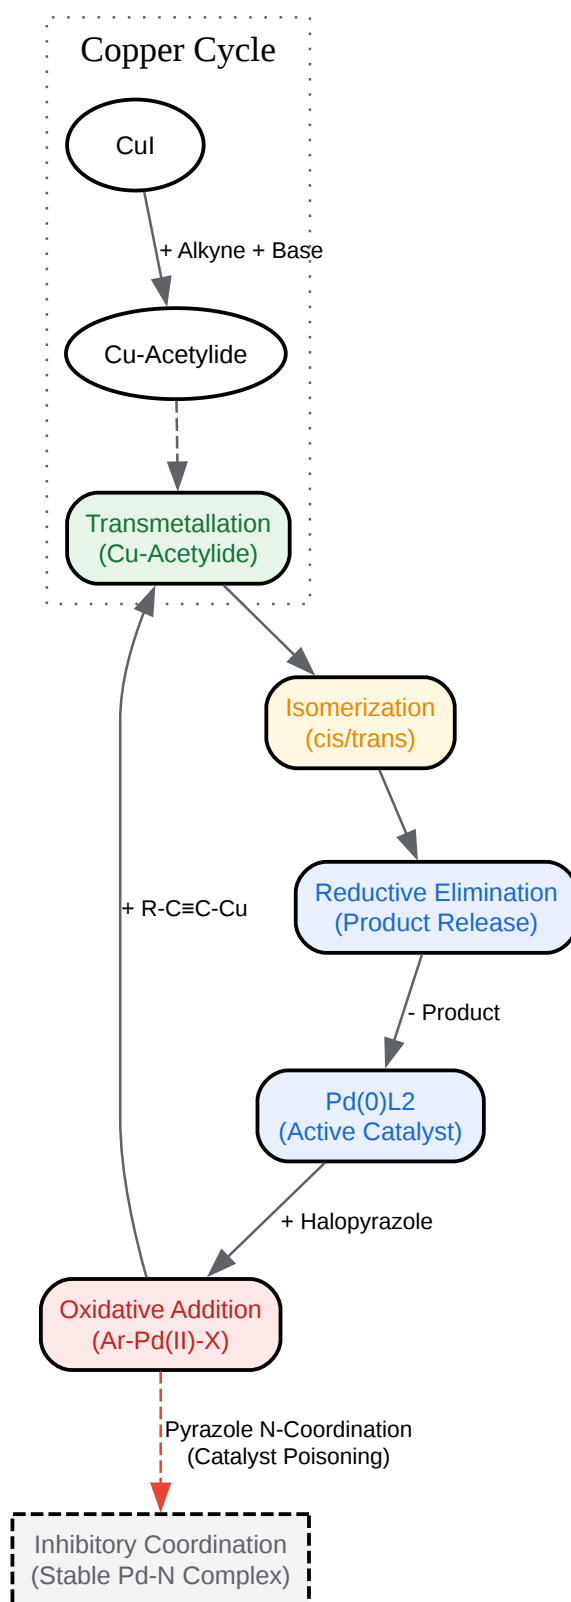 Copper Cycle
CuI
+ Alkyne + Base
Cu-Acetylide
Transmetallation
(Cu-Acetylide)
Isomerization
(cis/trans)
Reductive Elimination
(Product Release)
+ R-C≡C-Cu
- Product
Pd(0)L2
(Active Catalyst)
+ Halopyrazole
Oxidative Addition
(Ar-Pd(II)-X)
Pyrazole N-Coordination
(Catalyst Poisoning)
Inhibitory Coordination
(Stable Pd-N Complex)